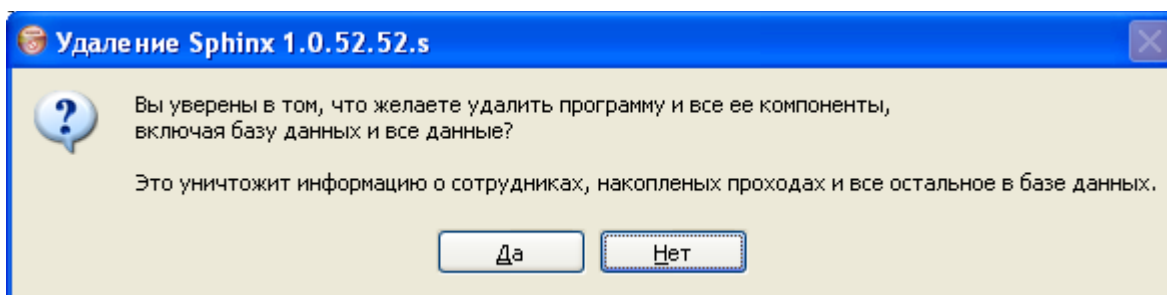 Удаление Sphinx 1.0.52.52.s
Вы уверены в том, что желаете удалить программу и все ее компоненты,
включая базу данных и все данные?
Это уничтожит информацию о сотрудниках, накопленых проходах и все остальное в базе данных.
Да
Нет